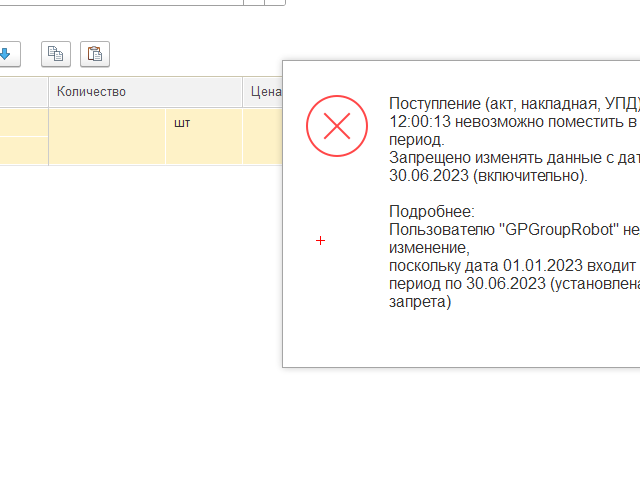 Количество
Цена
шт
Поступление (акт, накладная, УПД)
12:00:13 невозможно поместить в
период.
Запрещено изменять данные с
30.06.2023 (включительно).
Подробнее:
Пользователю "GPGroupRobot" не
изменение,
поскольку дата 01.01.2023 входит
период по 30.06.2023 (установлена
запрета)